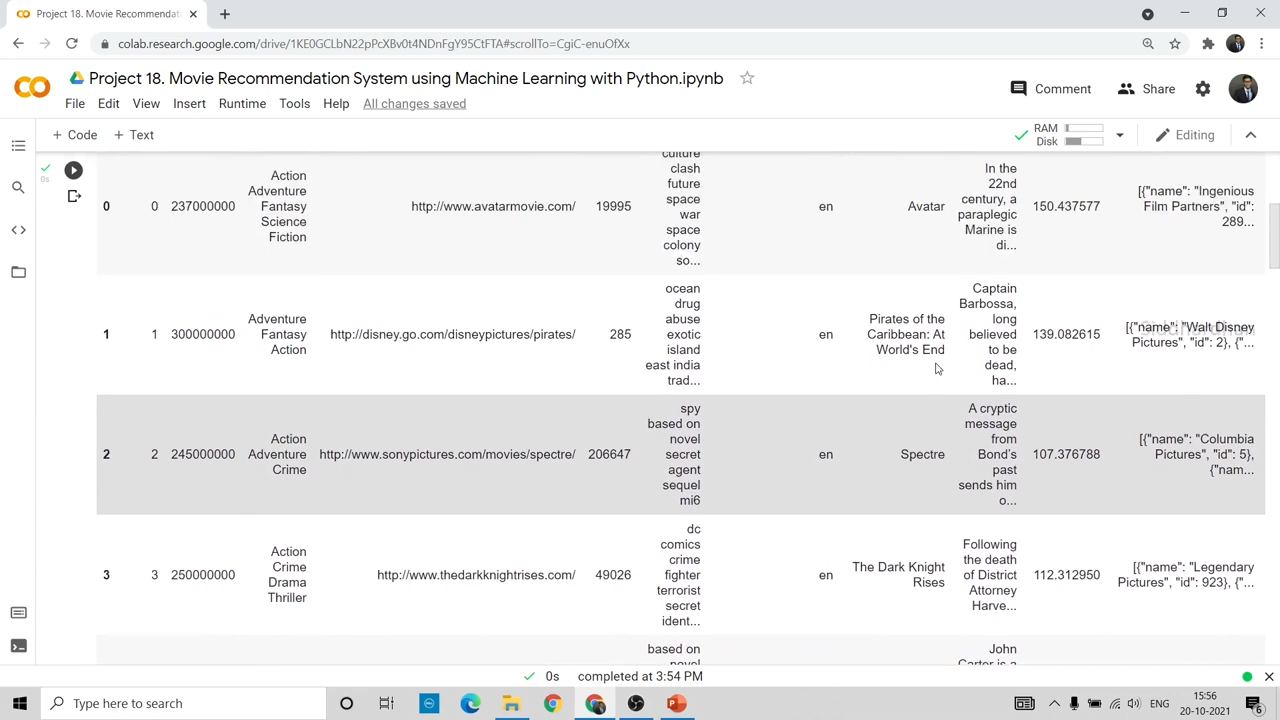 Project 18. Movie Recommendati
colab.research.google.com/drive/1KE0GCLbN22pPcXBv0t4NDnFgY95CtFTA#scrollTo=CgiC-enuOfXx
Project 18. Movie Recommendation System using Machine Learning with Python.ipynb
Comment
Share
File Edit View Insert Runtime Tools Help All changes saved
+ Code + Text
RAM
Disk
Editing
0s
culture
clash
future
space
war
space
colony
so...
0
0
237000000
Action
Adventure
Fantasy
Science
Fiction
http://www.avatarmovie.com/
19995
en
Avatar
In the
22nd
century, a
paraplegic
Marine is
di...
150.437577
[{"name": "Ingenious
Film Partners", "id":
289...
1
1
300000000
Adventure
Fantasy
Action
http://disney.go.com/disneypictures/pirates/
285
ocean
drug
abuse
exotic
island
east india
trad...
en
Pirates of the
Caribbean: At
World's End
Captain
Barbossa,
long
believed
to be
dead,
ha...
139.082615
[{"name": "Walt Disney
Pictures", "id": 2}, {"...
Siddhardhan
2
2
245000000
Action
Adventure
Crime
http://www.sonypictures.com/movies/spectre/
206647
spy
based on
novel
secret
agent
sequel
mi6
en
Spectre
A cryptic
message
from
Bond's
past
sends him
o...
107.376788
[{"name": "Columbia
Pictures", "id": 5},
{"nam...
3
3
250000000
Action
Crime
Drama
Thriller
http://www.thedarkknightrises.com/
49026
dc
comics
crime
fighter
terrorist
secret
ident...
en
The Dark Knight
Rises
Following
the death
of District
Attorney
Harve...
112.312950
[{"name": "Legendary
Pictures", "id": 923}, {"...
based on
novel
John
Carter is a
0s completed at 3:54 PM
Type here to search
ENG
15:56
20-10-2021
6